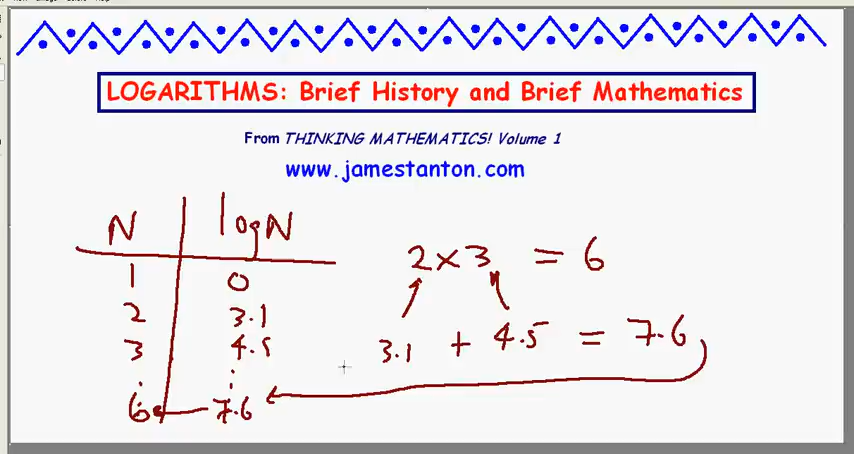 LOGARITHMS: Brief History and Brief Mathematics
From THINKING MATHEMATICS! Volume 1
www.jamestanton.com
N log N
1 0
2 3.1
3 4.5
6 7.6
2 × 3 = 6
3.1 + 4.5 = 7.6